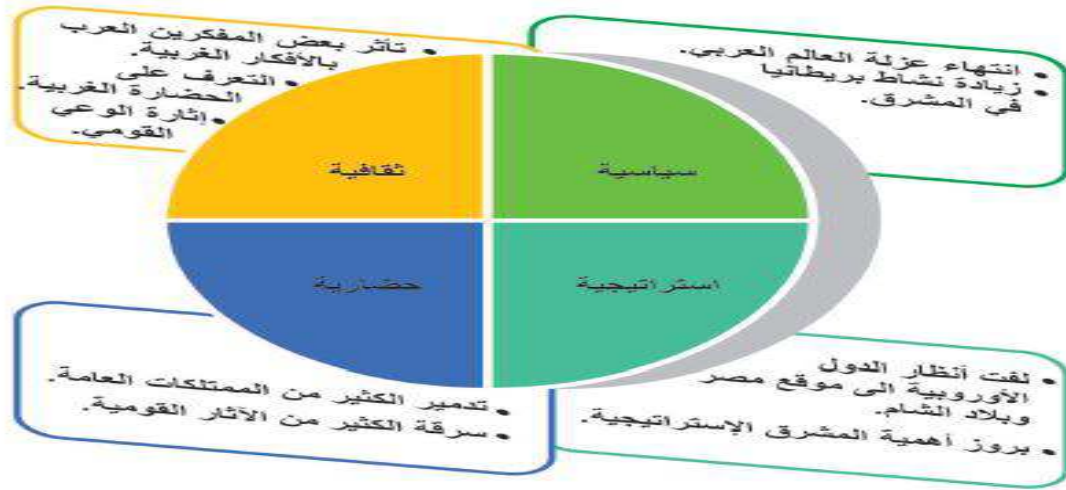 • انتهاء عزلة العالم العربي.
• زيادة نشاط بريطانيا
في المشرق.
• تأثر بعض المفكرين العرب
بالأفكار الغربية.
• التعرف على
الحضارة الغربية.
• إثارة الوعي
القومي.
سياسية
ثقافية
استراتيجية
حضارية
• لفت أنظار الدول
الأوروبية الى موقع مصر
وبلاد الشام.
• بروز أهمية المشرق الإستراتيجية.
• تدمير الكثير من الممتلكات العامة.
• سرقة الكثير من الآثار القومية.